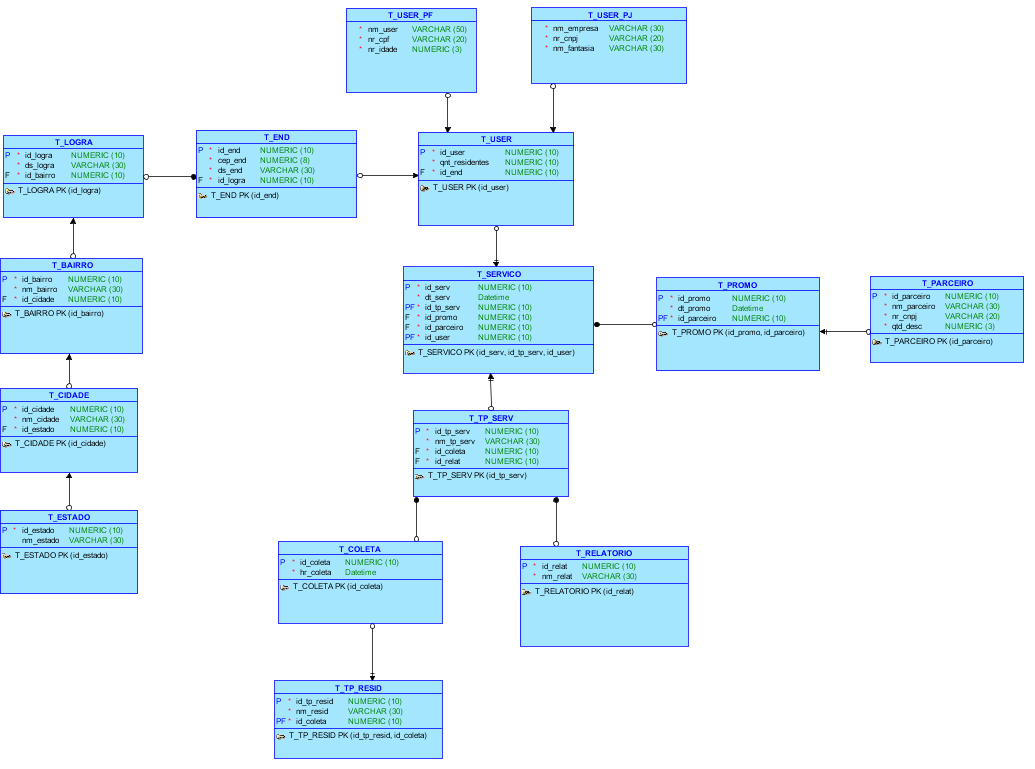 T_USER_PF
* nm_user VARCHAR (50)
* nr_cpf VARCHAR (20)
* nr_idade NUMERIC (3)
T_USER_PJ
* nm_empresa VARCHAR (30)
* nr_cnpj VARCHAR (20)
* nm_fantasia VARCHAR (30)
T_LOGRA
P * id_logra NUMERIC (10)
* ds_logra VARCHAR (30)
F * id_bairro NUMERIC (10)
T_LOGRA PK (id_logra)
T_END
P * id_end NUMERIC (10)
* cep_end NUMERIC (8)
* ds_end VARCHAR (30)
F * id_logra NUMERIC (10)
T_END PK (id_end)
T_USER
P * id_user NUMERIC (10)
* qnt_residentes NUMERIC (10)
F * id_end NUMERIC (10)
T_USER PK (id_user)
T_BAIRRO
P * id_bairro NUMERIC (10)
* nm_bairro VARCHAR (30)
F * id_cidade NUMERIC (10)
T_BAIRRO PK (id_bairro)
T_SERVICO
P * id_serv NUMERIC (10)
* dt_serv Datetime
PF * id_tp_serv NUMERIC (10)
F * id_promo NUMERIC (10)
F * id_parceiro NUMERIC (10)
PF * id_user NUMERIC (10)
T_SERVICO PK (id_serv, id_tp_serv, id_user)
T_PROMO
P * id_promo NUMERIC (10)
* dt_promo Datetime
PF * id_parceiro NUMERIC (10)
T_PROMO PK (id_promo, id_parceiro)
T_PARCEIRO
P * id_parceiro NUMERIC (10)
* nm_parceiro VARCHAR (30)
* nr_cnpj VARCHAR (20)
* qtd_desc NUMERIC (3)
T_PARCEIRO PK (id_parceiro)
T_CIDADE
P * id_cidade NUMERIC (10)
* nm_cidade VARCHAR (30)
F * id_estado NUMERIC (10)
T_CIDADE PK (id_cidade)
T_TP_SERV
P * id_tp_serv NUMERIC (10)
* nm_tp_serv VARCHAR (30)
F * id_coleta NUMERIC (10)
F * id_relat NUMERIC (10)
T_TP_SERV PK (id_tp_serv)
T_ESTADO
P * id_estado NUMERIC (10)
nm_estado VARCHAR (30)
T_ESTADO PK (id_estado)
T_COLETA
P * id_coleta NUMERIC (10)
* hr_coleta Datetime
T_COLETA PK (id_coleta)
T_RELATORIO
P * id_relat NUMERIC (10)
* nm_relat VARCHAR (30)
T_RELATORIO PK (id_relat)
T_TP_RESID
P * id_tp_resid NUMERIC (10)
* nm_resid VARCHAR (30)
PF * id_coleta NUMERIC (10)
T_TP_RESID PK (id_tp_resid, id_coleta)